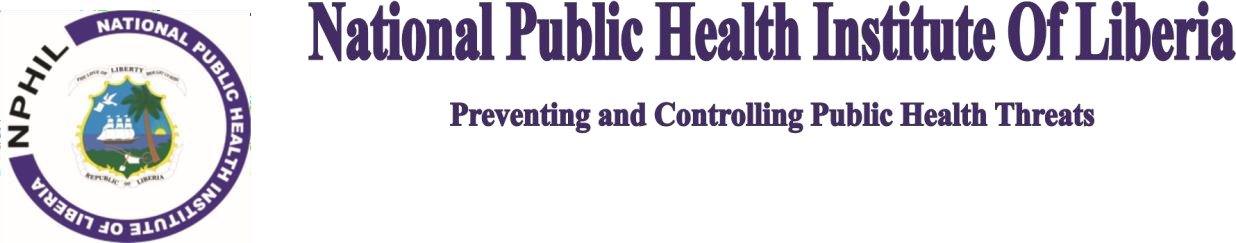 NPHIL
NATIONAL PUBLIC HEALTH INSTITUTE OF LIBERIA
THE LOVE OF LIBERTY BROUGHT US HERE
REPUBLIC OF LIBERIA
National Public Health Institute Of Liberia
Preventing and Controlling Public Health Threats